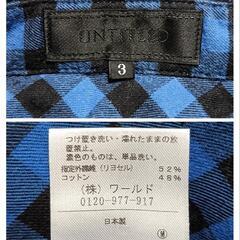 UNTITLED
3
つけ置き洗い・濡れたままの放
置禁止。
濃色のものは、単品洗い。
指定外繊維(リヨセル) 52%
コットン 48%
(株)ワールド
0120-977-917
日本製
M